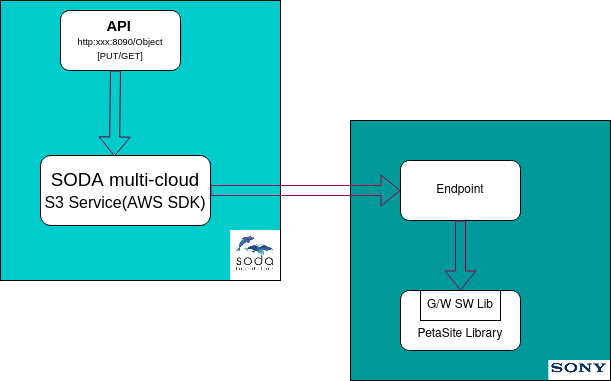 API
http:xxx:8090/Object
[PUT/GET]
SODA multi-cloud
S3 Service(AWS SDK)
soda
foundation
Endpoint
G/W SW Lib
PetaSite Library
SONY